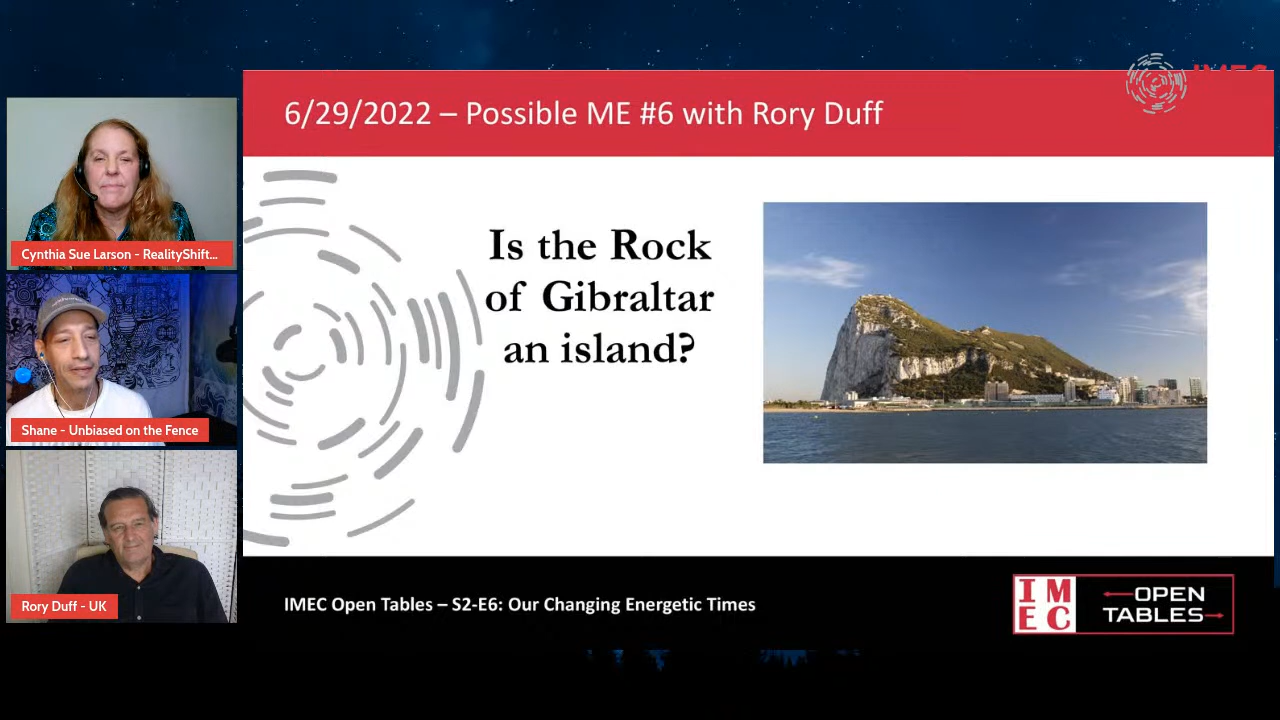 6/29/2022 – Possible ME #6 with Rory Duff
Is the Rock
of Gibraltar
an island?
Cynthia Sue Larson - RealityShift...
Shane - Unbiased on the Fence
Rory Duff - UK
IMEC Open Tables – S2-E6: Our Changing Energetic Times
IM
EC
OPEN
TABLES